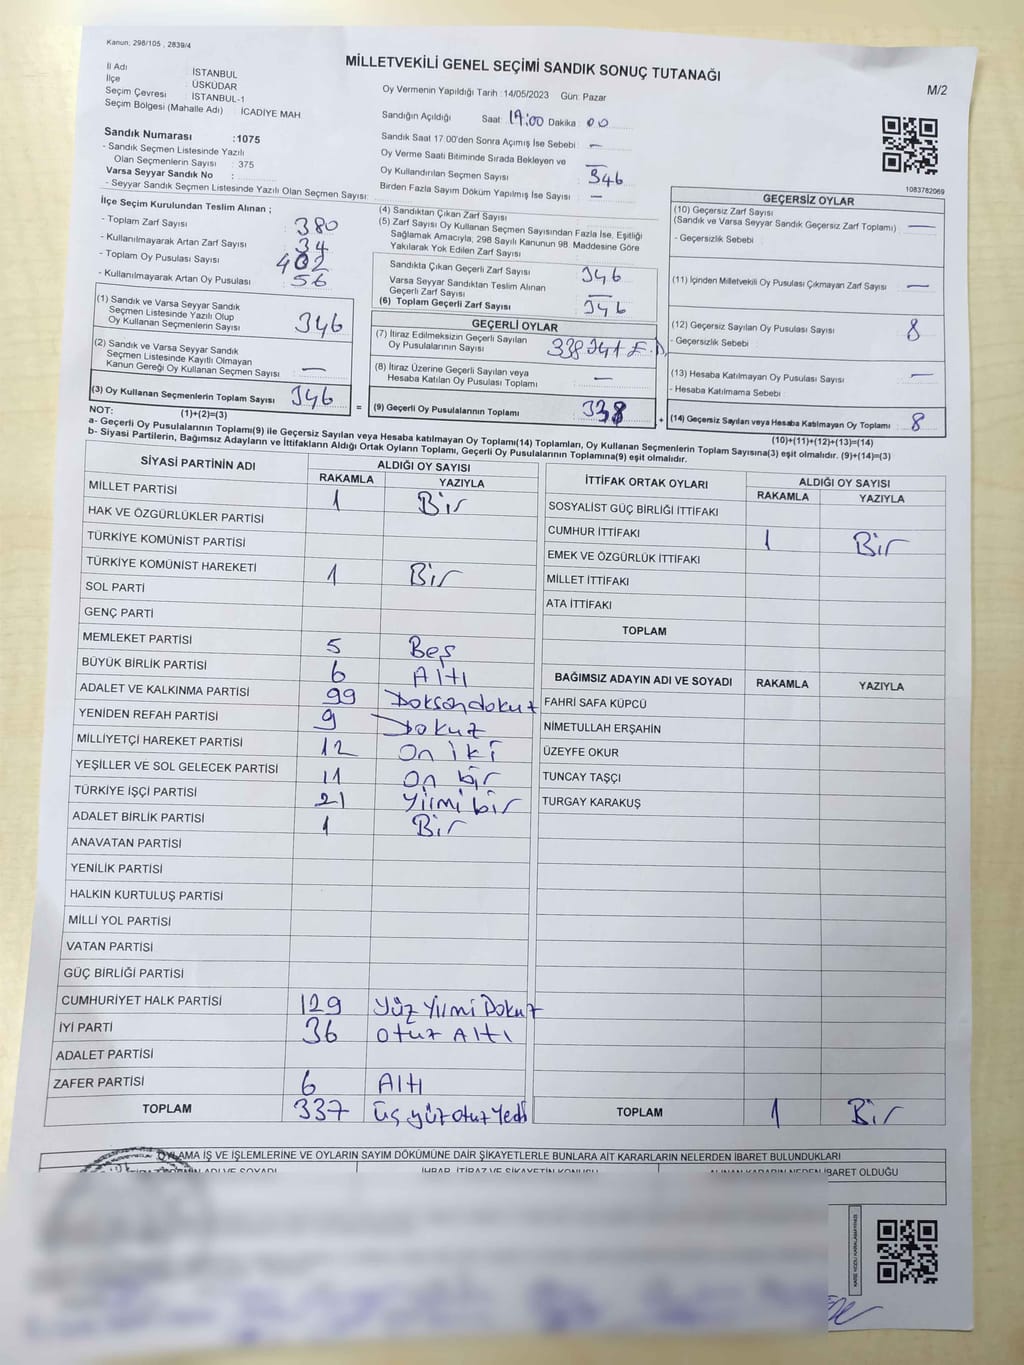 Kanun; 298/105 , 2839/4
MİLLETVEKİLİ GENEL SEÇİMİ SANDIK SONUÇ TUTANAĞI
M/2
İl Adı İSTANBUL
İlçe ÜSKÜDAR
Seçim Çevresi : İSTANBUL-1
Seçim Bölgesi (Mahalle Adı) : İCADİYE MAH
Oy Vermenin Yapıldığı Tarih : 14/05/2023 Gün: Pazar
Sandığın Açıldığı Saat: 17:00 Dakika : 00
Sandık Saat 17.00'den Sonra Açılmış İse Sebebi : —
Oy Verme Saati Bitiminde Sırada Bekleyen ve
Oy Kullandırılan Seçmen Sayısı : 346
Birden Fazla Sayım Döküm Yapılmış İse Sayısı : —
Sandık Numarası :1075
- Sandık Seçmen Listesinde Yazılı
Olan Seçmenlerin Sayısı : 375
Varsa Seyyar Sandık No :
- Seyyar Sandık Seçmen Listesinde Yazılı Olan Seçmen Sayısı:
1083782069
İlçe Seçim Kurulundan Teslim Alınan ;
- Toplam Zarf Sayısı : 380
- Kullanılmayarak Artan Zarf Sayısı : 34
- Toplam Oy Pusulası Sayısı : 402
- Kullanılmayarak Artan Oy Pusulası : 56
(1) Sandık ve Varsa Seyyar Sandık
Seçmen Listesinde Yazılı Olup
Oy Kullanan Seçmenlerin Sayısı : 346
(2) Sandık ve Varsa Seyyar Sandık
Seçmen Listesinde Kayıtlı Olmayan
Kanun Gereği Oy Kullanan Seçmen Sayısı : —
(3) Oy Kullanan Seçmenlerin Toplam Sayısı : 346
(4) Sandıktan Çıkan Zarf Sayısı
(5) Zarf Sayısı Oy Kullanan Seçmen Sayısından Fazla İse, Eşitliği
Sağlamak Amacıyla, 298 Sayılı Kanunun 98. Maddesine Göre
Yakılarak Yok Edilen Zarf Sayısı
Sandıkta Çıkan Geçerli Zarf Sayısı : 346
Varsa Seyyar Sandıktan Teslim Alınan
Geçerli Zarf Sayısı : —
(6) Toplam Geçerli Zarf Sayısı : 346
GEÇERLİ OYLAR
(7) İtiraz Edilmeksizin Geçerli Sayılan
Oy Pusulalarının Sayısı
(8) İtiraz Üzerine Geçerli Sayılan veya
Hesaba Katılan Oy Pusulası Toplamı : —
= (9) Geçerli Oy Pusulalarının Toplamı : 338
GEÇERSİZ OYLAR
(10) Geçersiz Zarf Sayısı
(Sandık ve Varsa Seyyar Sandık Geçersiz Zarf Toplamı) : —
- Geçersizlik Sebebi :
(11) İçinden Milletvekili Oy Pusulası Çıkmayan Zarf Sayısı : —
(12) Geçersiz Sayılan Oy Pusulası Sayısı : 8
- Geçersizlik Sebebi :
(13) Hesaba Katılmayan Oy Pusulası Sayısı : —
- Hesaba Katılmama Sebebi :
+ (14) Geçersiz Sayılan veya Hesaba Katılmayan Oy Toplamı : 8
NOT: (1)+(2)=(3) (10)+(11)+(12)+(13)=(14)
a- Geçerli Oy Pusulalarının Toplamı(9) ile Geçersiz Sayılan veya Hesaba katılmayan Oy Toplamı(14) Toplamları, Oy Kullanan Seçmenlerin Toplam Sayısına(3) eşit olmalıdır. (9)+(14)=(3)
b- Siyasi Partilerin, Bağımsız Adayların ve İttifakların Aldığı Ortak Oyların Toplamı, Geçerli Oy Pusulalarının Toplamına(9) eşit olmalıdır.
SİYASİ PARTİNİN ADI ALDIĞI OY SAYISI
RAKAMLA YAZIYLA
MİLLET PARTİSİ 1 Bir
HAK VE ÖZGÜRLÜKLER PARTİSİ
TÜRKİYE KOMÜNİST PARTİSİ
TÜRKİYE KOMÜNİST HAREKETİ 1 Bir
SOL PARTİ
GENÇ PARTİ
MEMLEKET PARTİSİ 5 Beş
BÜYÜK BİRLİK PARTİSİ 6 Altı
ADALET VE KALKINMA PARTİSİ 99 Doksandokuz
YENİDEN REFAH PARTİSİ 9 Dokuz
MİLLİYETÇİ HAREKET PARTİSİ 12 On iki
YEŞİLLER VE SOL GELECEK PARTİSİ 11 On bir
TÜRKİYE İŞÇİ PARTİSİ 21 Yirmi bir
ADALET BİRLİK PARTİSİ 1 Bir
ANAVATAN PARTİSİ
YENİLİK PARTİSİ
HALKIN KURTULUŞ PARTİSİ
MİLLİ YOL PARTİSİ
VATAN PARTİSİ
GÜÇ BİRLİĞİ PARTİSİ
CUMHURİYET HALK PARTİSİ 129 Yüz Yirmi Dokuz
İYİ PARTİ 36 Otuz Altı
ADALET PARTİSİ
ZAFER PARTİSİ 6 Altı
TOPLAM 337 Üç yüz otuz Yedi
İTTİFAK ORTAK OYLARI ALDIĞI OY SAYISI
RAKAMLA YAZIYLA
SOSYALİST GÜÇ BİRLİĞİ İTTİFAKI
CUMHUR İTTİFAKI 1 Bir
EMEK VE ÖZGÜRLÜK İTTİFAKI
MİLLET İTTİFAKI
ATA İTTİFAKI
TOPLAM
BAĞIMSIZ ADAYIN ADI VE SOYADI RAKAMLA YAZIYLA
FAHRİ SAFA KÜPCÜ
NİMETULLAH ERŞAHİN
ÜZEYFE OKUR
TUNCAY TAŞÇI
TURGAY KARAKUŞ
TOPLAM 1 Bir
OYLAMA İŞ VE İŞLEMLERİNE VE OYLARIN SAYIM DÖKÜMÜNE DAİR ŞİKAYETLERLE BUNLARA AİT KARARLARIN NELERDEN İBARET BULUNDUKLARI
İHBAR, İTİRAZ VE ŞİKAYETİN KONUSU ALINAN KARARIN NEDEN İBARET OLDUĞU